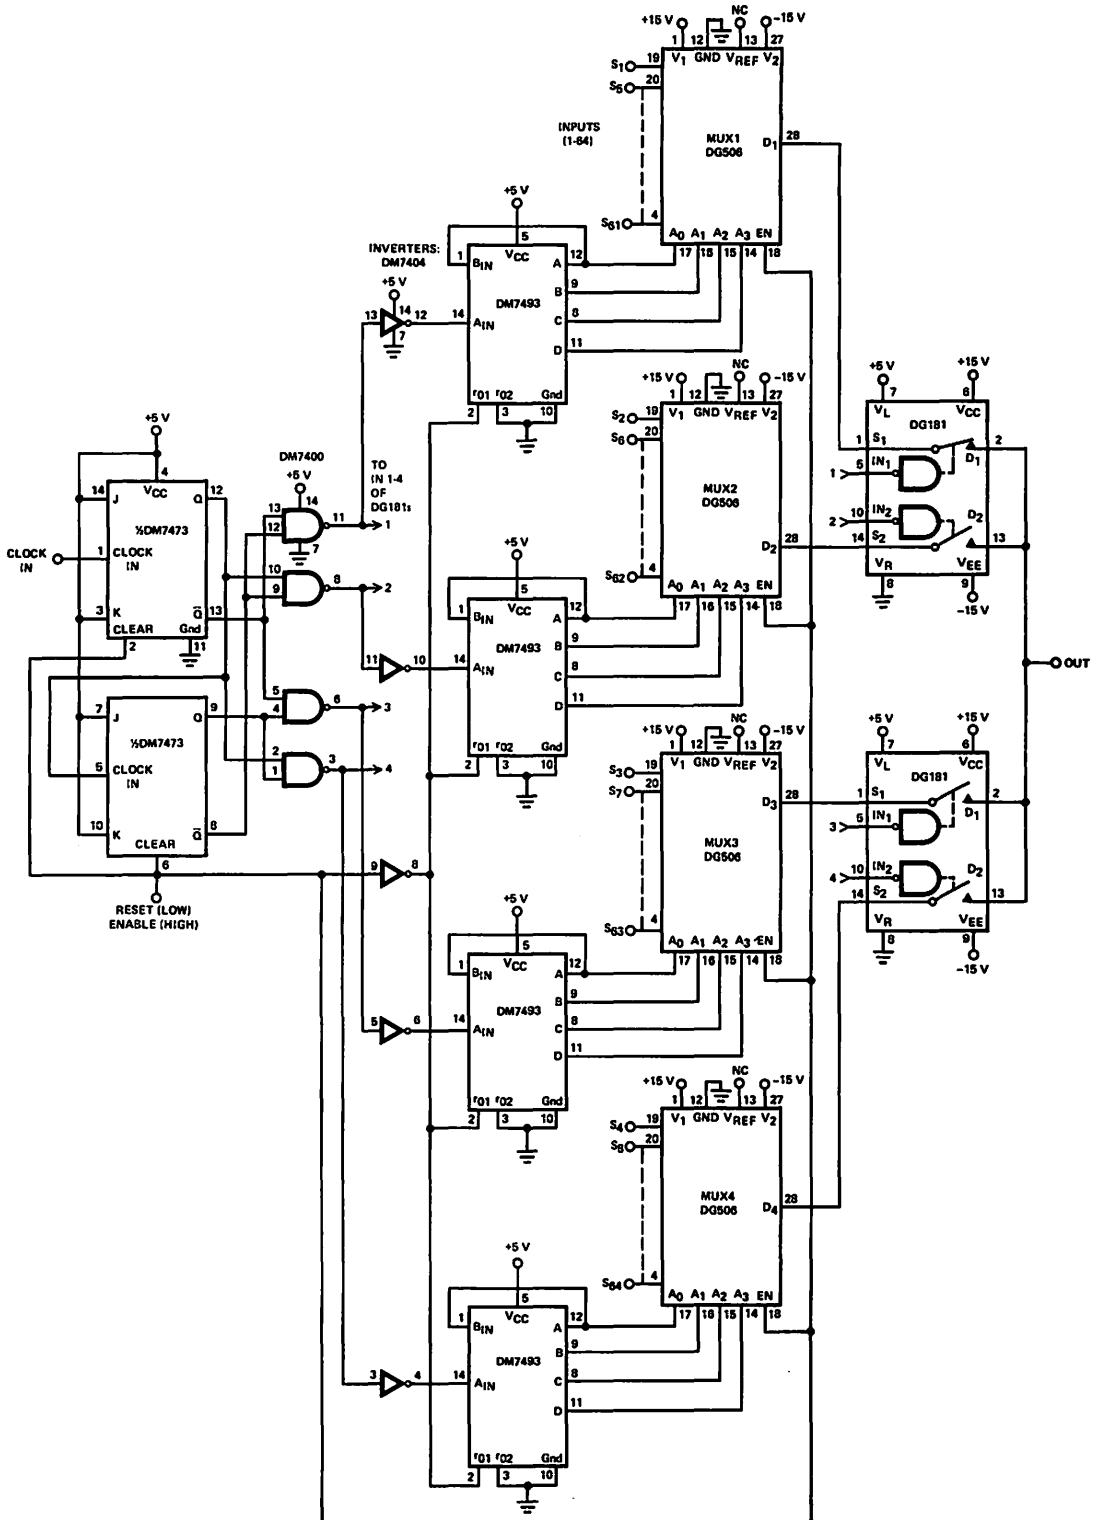 +15 V NC -15 V
1 12 13 27
V1 GND VREF V2
S1 19
S5 20
INPUTS
(1-64)
MUX1
DG506
D1 28
S61 4
A0 A1 A2 A3 EN
17 15 15 14 18
+5 V
5
VCC
1 BIN
A 12
B 9
DM7493
C 8
14 AIN
D 11
r01 r02 Gnd
2 3 10
INVERTERS:
DM7404
+5 V
14
13 12
7
+15 V NC -15 V
1 12 13 27
V1 GND VREF V2
S2 19
S6 20
MUX2
DG506
D2 28
S62 4
A0 A1 A2 A3 EN
17 16 15 14 18
+5 V
7
VL
+15 V
6
VCC
DG181
1 S1
D1 2
1 5 IN1
2 10 IN2
D2
14 S2
13
VR VEE
8 9
-15 V
+5 V
4
VCC
14 J
Q 12
½DM7473
CLOCK
IN
1 CLOCK
IN
3 K
Q 13
CLEAR Gnd
2 11
DM7400
+5 V
14
13
12
11
7
TO
IN 1-4
OF
DG181s
1
10
9
8
2
5
4
6
3
2
1
3
4
7 J
Q 9
½DM7473
5 CLOCK
IN
10 K
Q 8
CLEAR
6
RESET (LOW)
ENABLE (HIGH)
9 8
+5 V
5
VCC
1 BIN
A 12
B 9
DM7493
C 8
11 10
14 AIN
D 11
r01 r02 Gnd
2 3 10
OUT
+15 V NC -15 V
1 12 13 27
V1 GND VREF V2
S3 19
S7 20
D3 28
MUX3
DG506
S63 4
A0 A1 A2 A3 EN
17 16 15 14 18
+5 V
7
VL
+15 V
6
VCC
DG181
1 S1
D1 2
3 5 IN1
4 10 IN2
D2
14 S2
13
VR VEE
8 9
-15 V
+5 V
5
VCC
1 BIN
A 12
B 9
DM7493
C 8
5 6
14 AIN
D 11
r01 r02 Gnd
2 3 10
+15 V NC -15 V
1 12 13 27
V1 GND VREF V2
S4 19
S8 20
MUX4
DG506
D4 28
S64 4
A0 A1 A2 A3 EN
17 16 15 14 18
+5 V
5
VCC
1 BIN
A 12
B 9
DM7493
C 8
3 4
14 AIN
D 11
r01 r02 Gnd
2 3 10